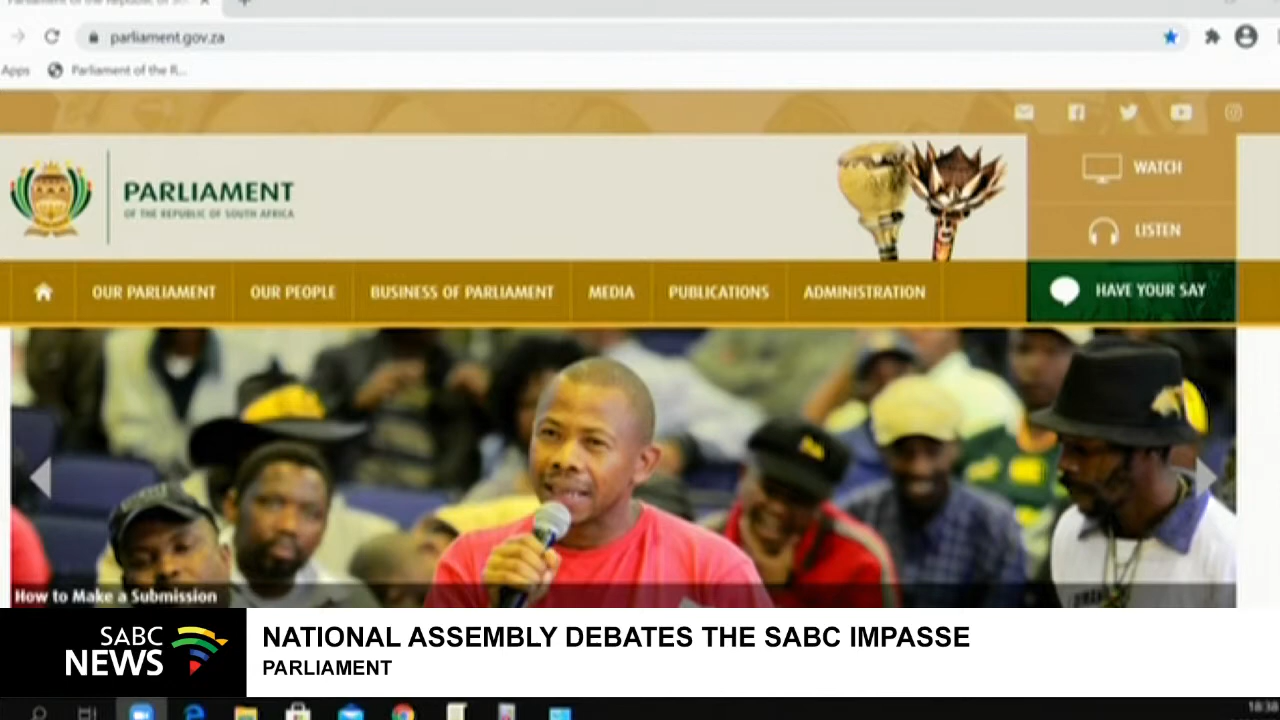 parliament.gov.za
Apps Parliament of the R...
PARLIAMENT
OF THE REPUBLIC OF SOUTH AFRICA
WATCH
LISTEN
OUR PARLIAMENT OUR PEOPLE BUSINESS OF PARLIAMENT MEDIA PUBLICATIONS ADMINISTRATION HAVE YOUR SAY
How to Make a Submission
SABC NEWS
NATIONAL ASSEMBLY DEBATES THE SABC IMPASSE
PARLIAMENT
18:38